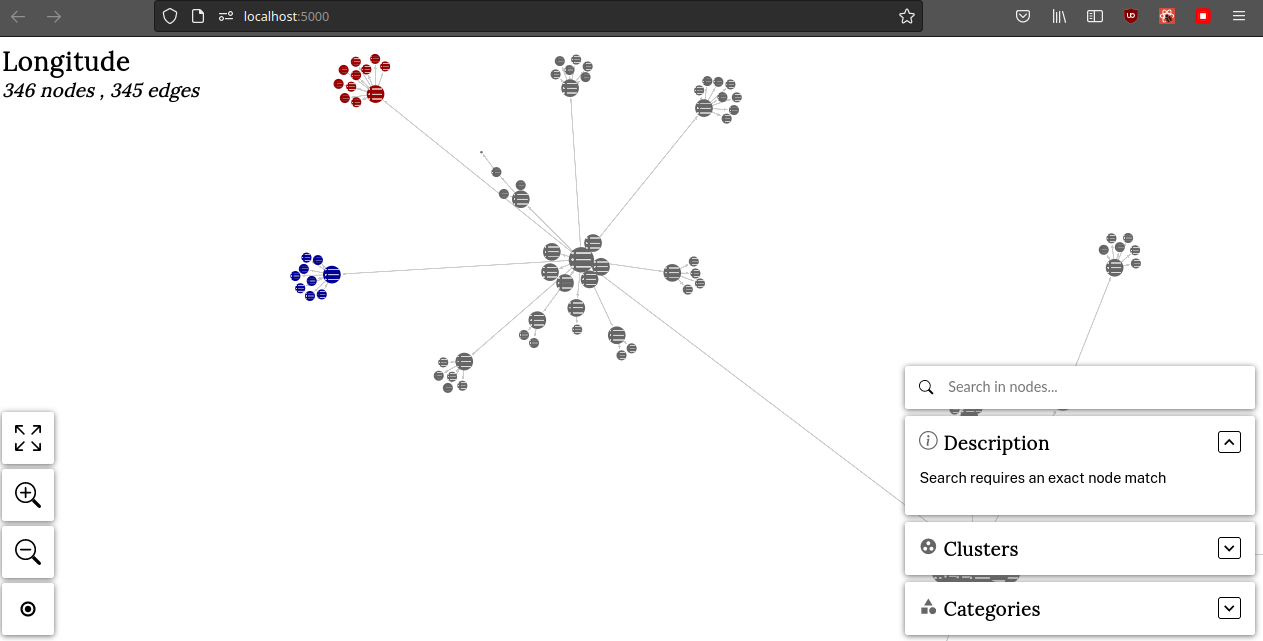 localhost:5000
Longitude
346 nodes , 345 edges
Search in nodes...
Description
Search requires an exact node match
Clusters
Categories